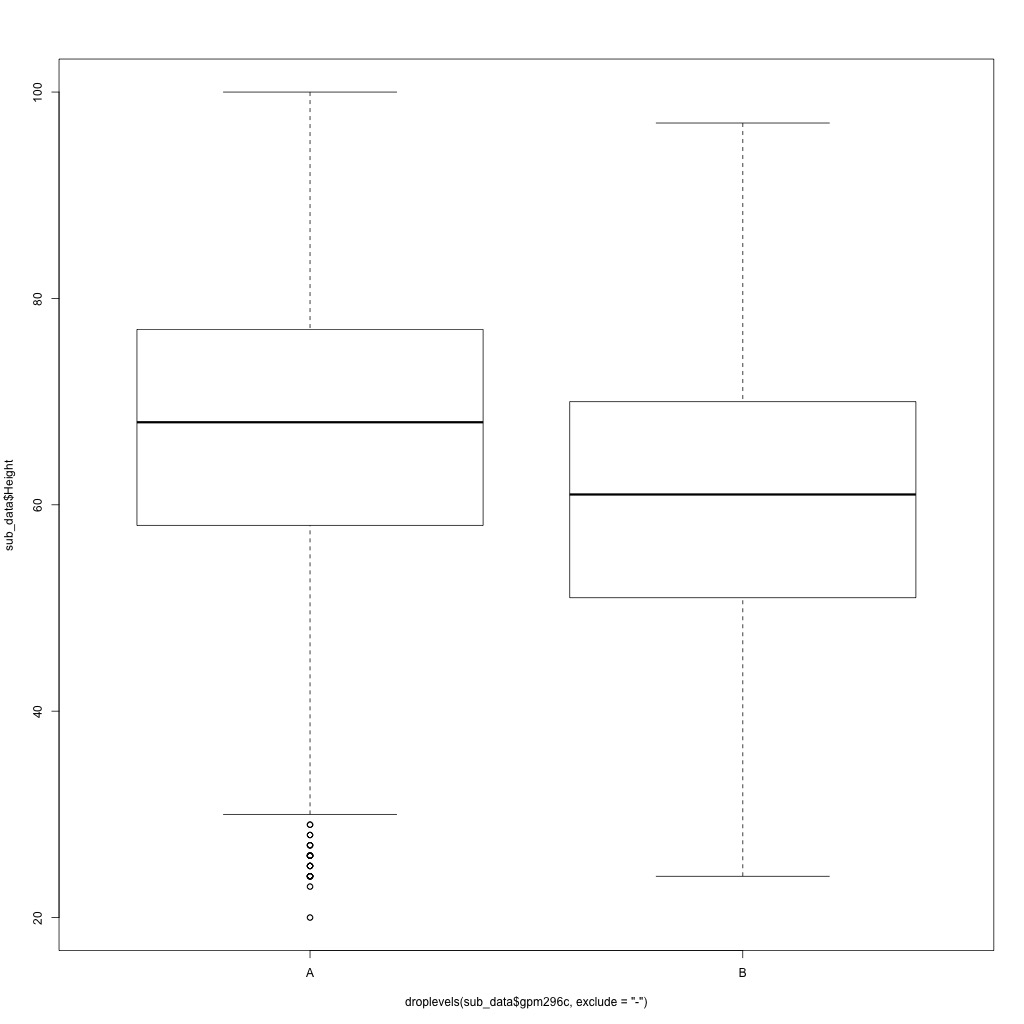 100
80
60
40
20
sub_data$Height
A B
droplevels(sub_data$gpm296c, exclude = "-")